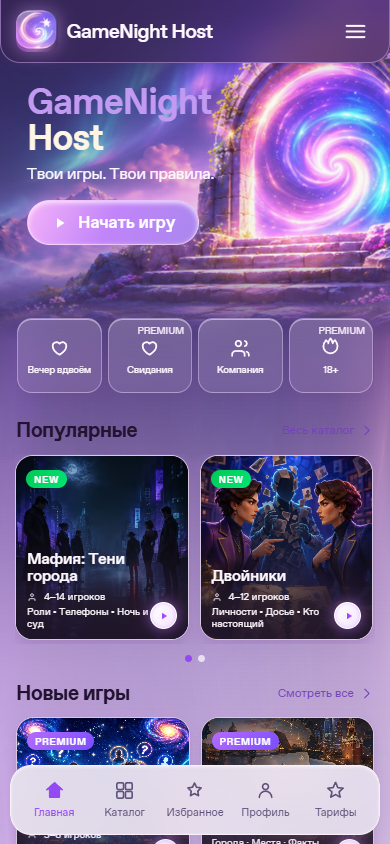 GameNight Host
GameNight
Host
Твои игры. Твои правила.
Начать игру
Вечер вдвоём
PREMIUM
Свидания
Компания
PREMIUM
18+
Популярные
Весь каталог
NEW
Мафия: Тени
города
4–14 игроков
Роли • Телефоны • Ночь и
суд
NEW
Двойники
4–12 игроков
Личности • Досье • Кто
настоящий
Новые игры
Смотреть все
PREMIUM
PREMIUM
Главная
Каталог
Избранное
Профиль
Тарифы
Города • Места • Факты